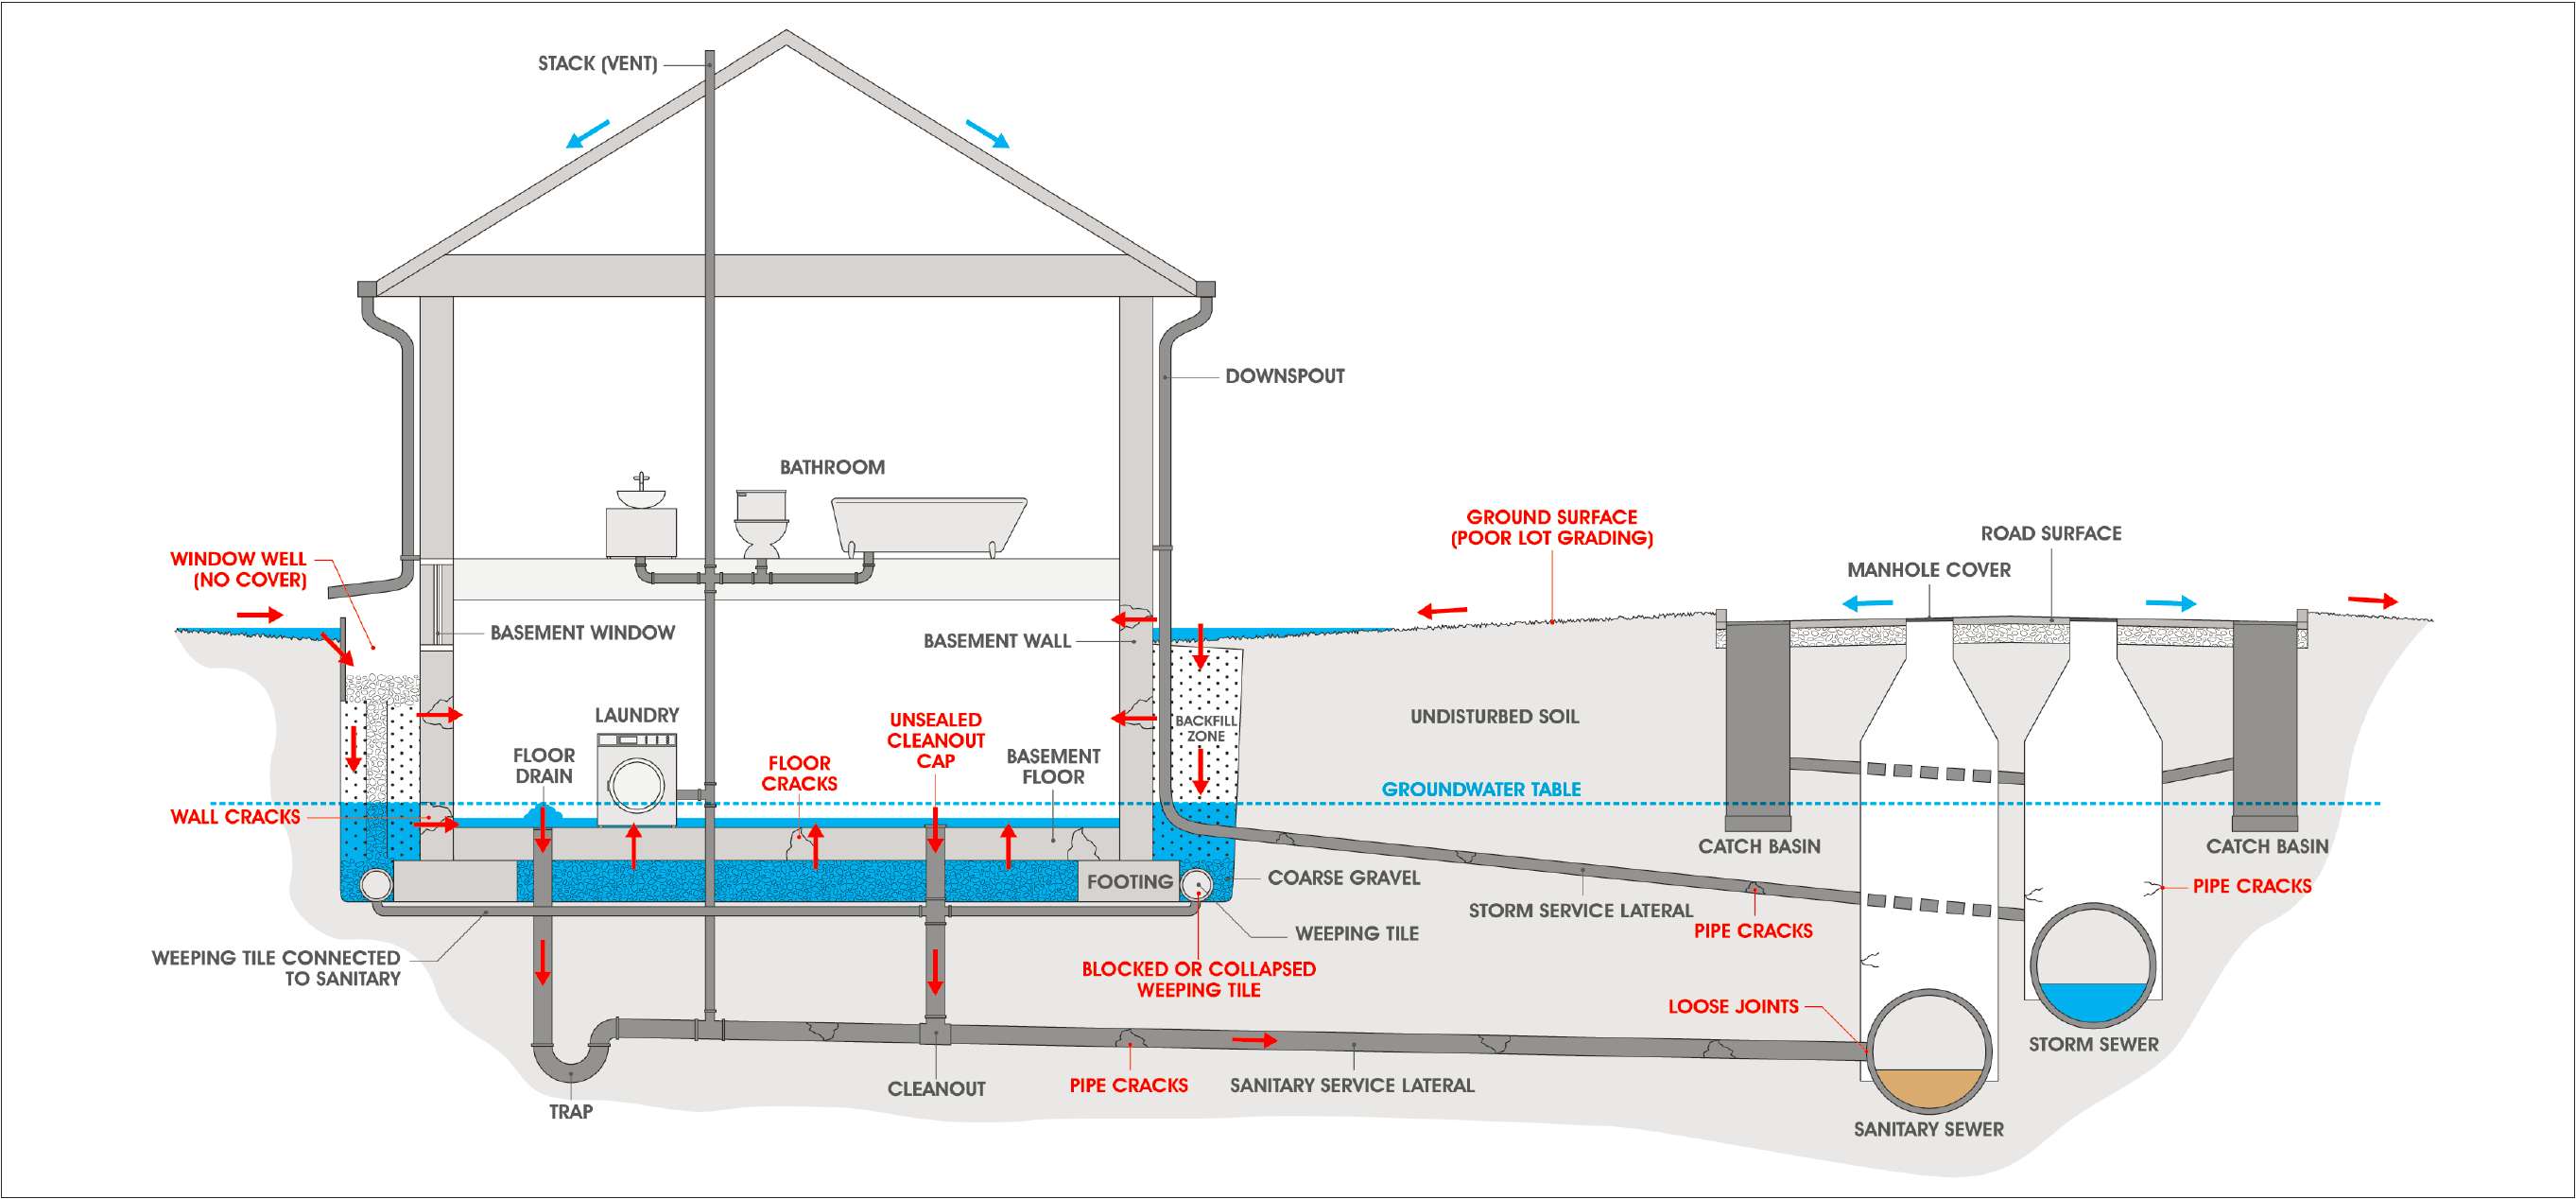 STACK (VENT)
DOWNSPOUT
BATHROOM
GROUND SURFACE
(POOR LOT GRADING)
ROAD SURFACE
MANHOLE COVER
WINDOW WELL
(NO COVER)
BASEMENT WINDOW
BASEMENT WALL
LAUNDRY
UNSEALED
CLEANOUT
CAP
BACKFILL
ZONE
UNDISTURBED SOIL
FLOOR
DRAIN
FLOOR
CRACKS
BASEMENT
FLOOR
GROUNDWATER TABLE
WALL CRACKS
CATCH BASIN
CATCH BASIN
FOOTING
COARSE GRAVEL
PIPE CRACKS
STORM SERVICE LATERAL
PIPE CRACKS
WEEPING TILE
WEEPING TILE CONNECTED
TO SANITARY
BLOCKED OR COLLAPSED
WEEPING TILE
LOOSE JOINTS
STORM SEWER
CLEANOUT
PIPE CRACKS
SANITARY SERVICE LATERAL
TRAP
SANITARY SEWER